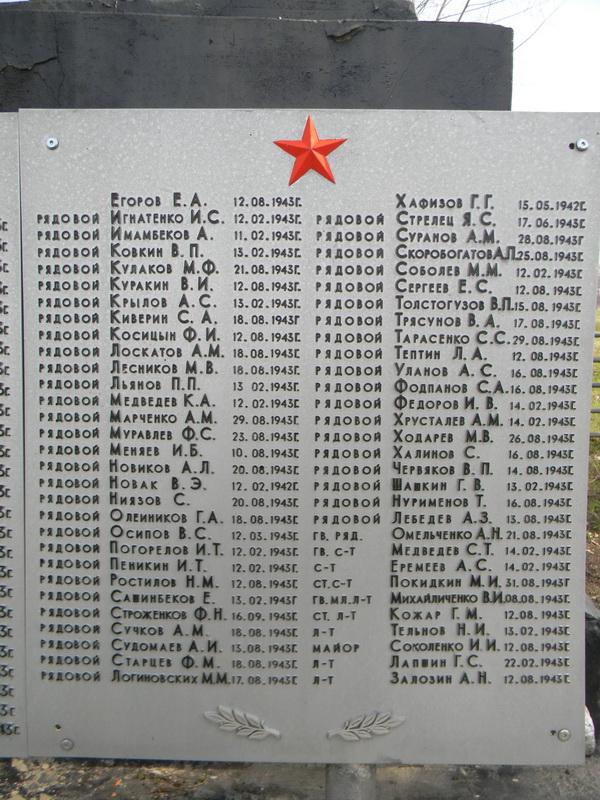 Егоров Е.А. 12.08.1943г.
рядовой Игнатенко И.С. 12.02.1943г
рядовой Имамбеков А. 11.02.1943г
рядовой Ковкин В.П. 13.02.1943г
рядовой Кулаков М.Ф. 21.08.1943г
рядовой Куракин В.И. 12.08.1943г.
рядовой Крылов А.С. 13.02.1943г
рядовой Киверин С.А. 18.08.1943г
рядовой Косицын Ф.И. 12.08.1943г
рядовой Лоскатов А.М. 18.08.1943г
рядовой Лесников М.В. 18.08.1943г
рядовой Льянов П.П. 13 02.1943г
рядовой Медведев К.А. 12.02.1943г
рядовой Марченко А.М. 29.08.1943г
рядовой Муравлев Ф.С. 23.08.1943г
рядовой Меняев И.Б. 10.08.1943г
рядовой Новиков А.Л. 20.08.1943г
рядовой Новак В.Э. 12.02.1942г
рядовой Ниязов С. 20.08.1943г
рядовой Олейников Г.А. 18.08.1943г
рядовой Осипов В.С. 12.03.1943г
рядовой Погорелов И.Т. 12.02.1943г
рядовой Пеникин И.Т. 12.02.1943г
рядовой Ростилов Н.М. 12.08.1943г
рядовой Сашинбеков Е. 13.02.1943г
рядовой Строженков Ф.Н. 16.09.1943г
рядовой Сучков А.М. 18.08.1943г
рядовой Судомаев А.И. 13.08.1943г
рядовой Старцев Ф.М. 18.08.1943г
рядовой Логиновских М.М. 17.08.1943г
Хафизов Г.Г. 15.05.1942г.
рядовой Стрелец Я.С. 17.06.1943г
рядовой Суранов А.М. 28.08.1943г
рядовой Скоробогатов А.П. 25.08.1943г
рядовой Соболев М.М. 12.02.1943г
рядовой Сергеев Е.С. 12.08.1943г
рядовой Толстогузов В.П. 15.08.1943г
рядовой Трясунов В.А. 17.08.1943г
рядовой Тарасенко С.С. 29.08.1943г
рядовой Тептин Л.А. 12.08.1943г
рядовой Уланов А.С. 16.08.1943г
рядовой Фодпанов С.А. 16.08.1943г
рядовой Федоров И.В. 14.02.1943г
рядовой Хрусталев А.М. 14.02.1943г
рядовой Ходарев М.В. 26.08.1943г
рядовой Халинов С. 16.08.1943г
рядовой Червяков В.П. 14.08.1943г
рядовой Шашкин Г.В. 13.02.1943г
рядовой Нурименов Т. 16.08.1943г
рядовой Лебедев А.З. 13.08.1943г
гв. ряд. Омельченко А.Н. 21.08.1943г
гв. с-т Медведев С.Т. 14.02.1943г
с-т Еремеев А.С. 14.02.1943г
ст.с-т Покидкин М.И. 31.08.1943г
гв.мл.л-т Михайличенко В.И. 08.08.1943г
ст. л-т Кожар Г.М. 12.08.1943г
л-т Тельнов Н.И. 13.02.1943г
майор Соколенко И.И. 12.08.1943г
л-т Лапшин Г.С. 22.02.1943г
л-т Залозин А.Н. 12.08.1943г